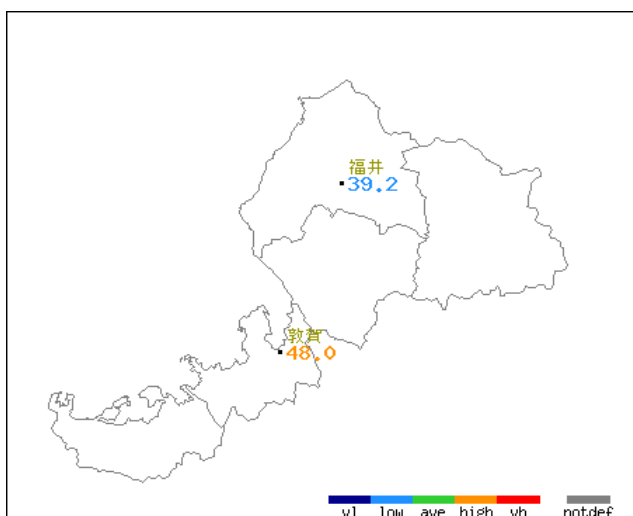 福井
39.2
敦賀
48.0
vl low ave high vh notdef